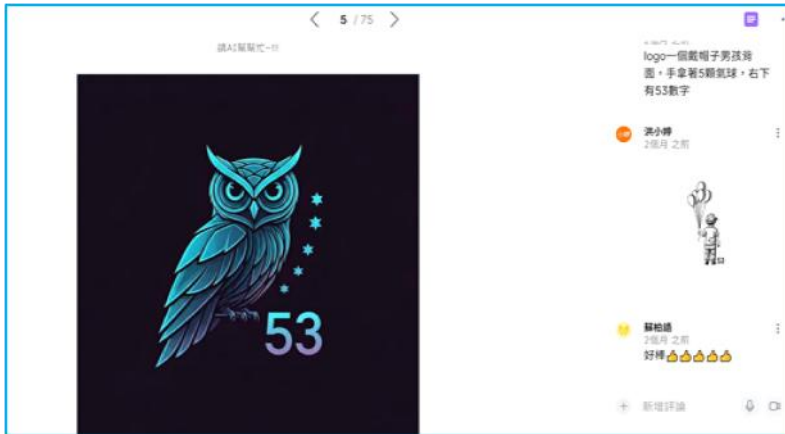 5 / 75
請AI幫幫忙~!!
53
logo一個戴帽子男孩背
面，手拿著5顆氣球，右下
有53數字
洪小婷
2個月 之前
53
蘇柏語
2個月 之前
好棒👍👍👍👍👍
新增評論